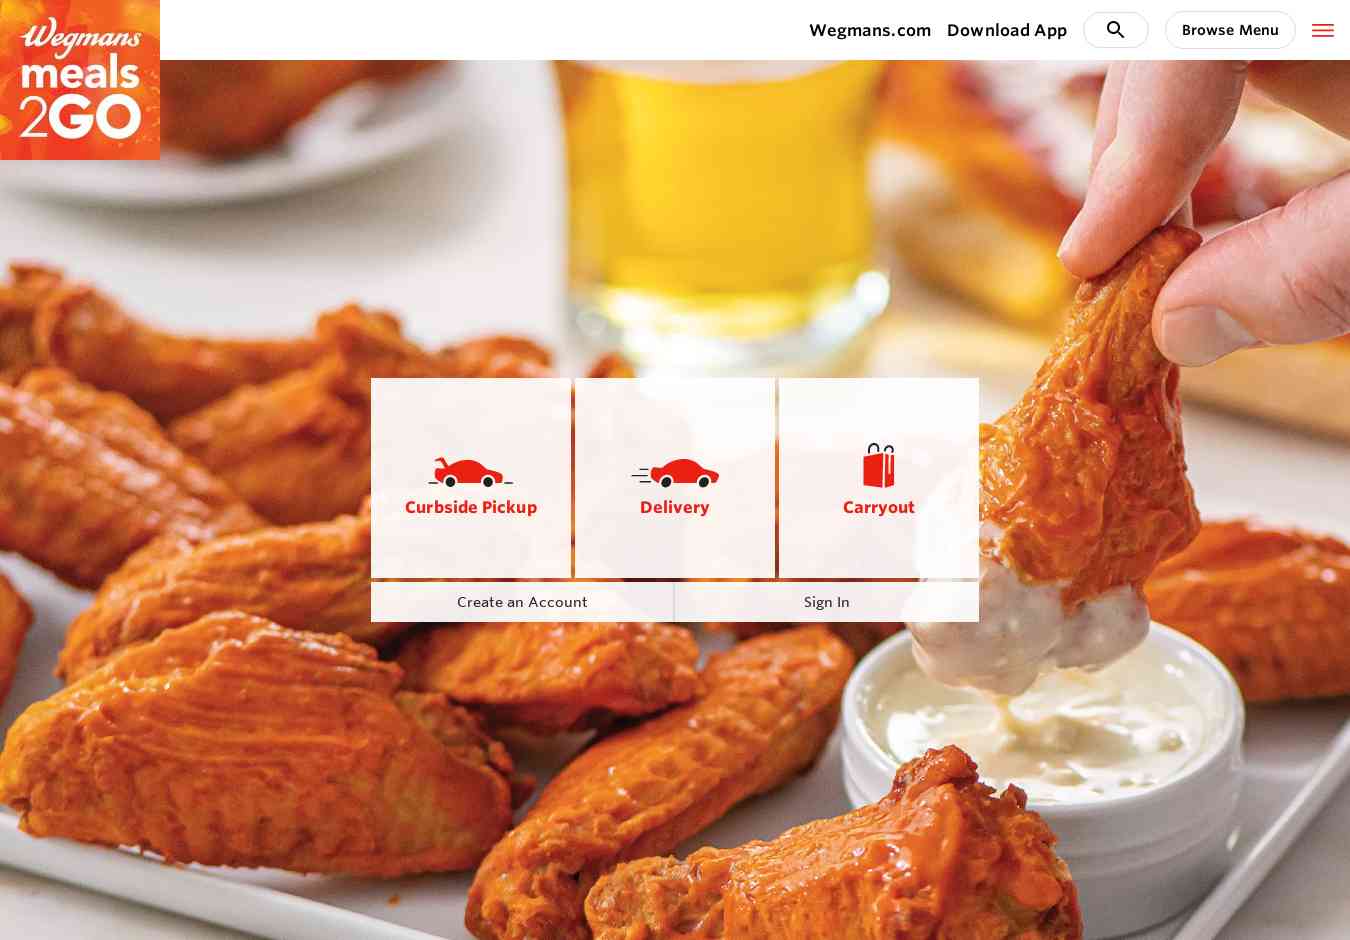 Wegmans
meals
2GO
Wegmans.com
Download App
Browse Menu
Curbside Pickup
Delivery
Carryout
Create an Account
Sign In